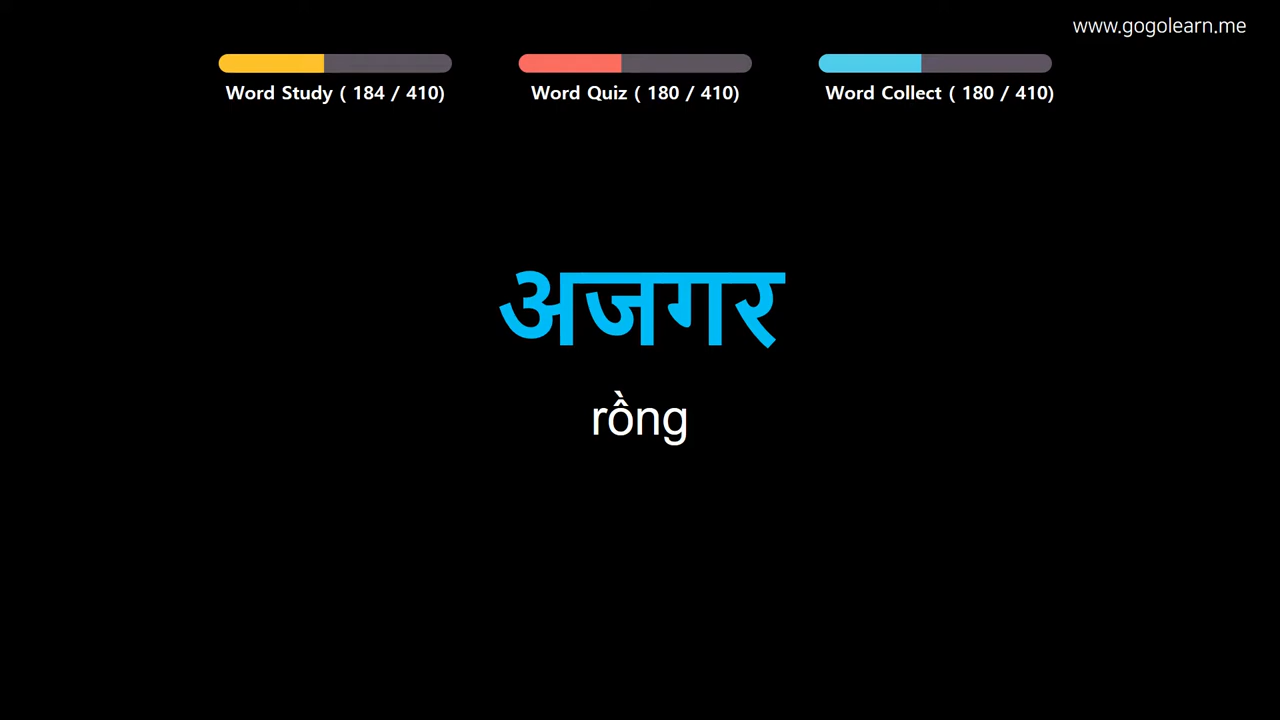 www.gogolearn.me
Word Study ( 184 / 410)
Word Quiz ( 180 / 410)
Word Collect ( 180 / 410)
अजगर
rồng